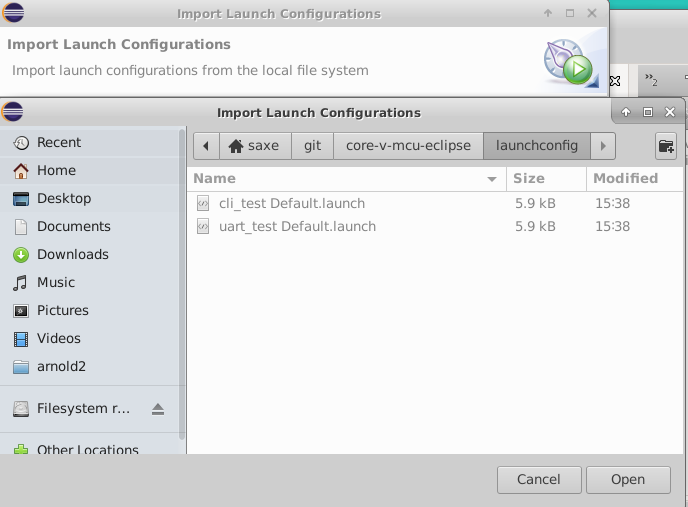 Import Launch Configurations
Import Launch Configurations
Import launch configurations from the local file system
»2
Import Launch Configurations
Recent
Home
Desktop
Documents
Downloads
Music
Pictures
Videos
arnold2
Filesystem r...
Other Locations
saxe git core-v-mcu-eclipse launchconfig
Name Size Modified
cli_test Default.launch 5.9 kB 15:38
uart_test Default.launch 5.9 kB 15:38
Cancel Open